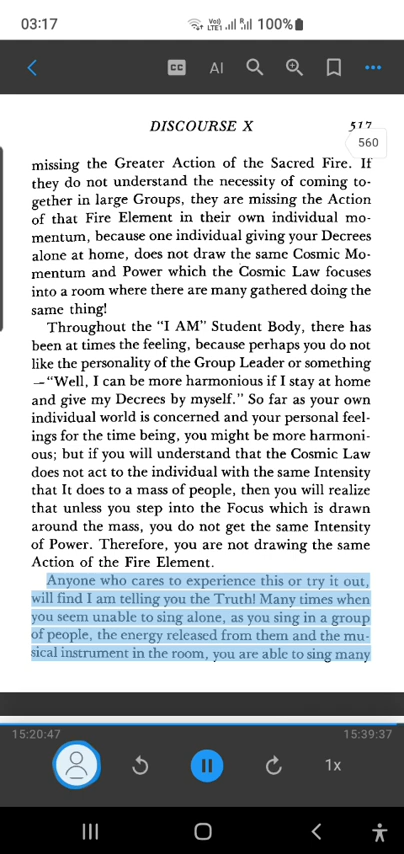 03:17 Voi) LTE1 R 100%
CC AI
DISCOURSE X 517
560
missing the Greater Action of the Sacred Fire. If
they do not understand the necessity of coming to-
gether in large Groups, they are missing the Action
of that Fire Element in their own individual mo-
mentum, because one individual giving your Decrees
alone at home, does not draw the same Cosmic Mo-
mentum and Power which the Cosmic Law focuses
into a room where there are many gathered doing the
same thing!
Throughout the “I AM” Student Body, there has
been at times the feeling, because perhaps you do not
like the personality of the Group Leader or something
—“Well, I can be more harmonious if I stay at home
and give my Decrees by myself.” So far as your own
individual world is concerned and your personal feel-
ings for the time being, you might be more harmoni-
ous; but if you will understand that the Cosmic Law
does not act to the individual with the same Intensity
that It does to a mass of people, then you will realize
that unless you step into the Focus which is drawn
around the mass, you do not get the same Intensity
of Power. Therefore, you are not drawing the same
Action of the Fire Element.
Anyone who cares to experience this or try it out,
will find I am telling you the Truth! Many times when
you seem unable to sing alone, as you sing in a group
of people, the energy released from them and the mu-
sical instrument in the room, you are able to sing many
15:20:47 15:39:37
1x